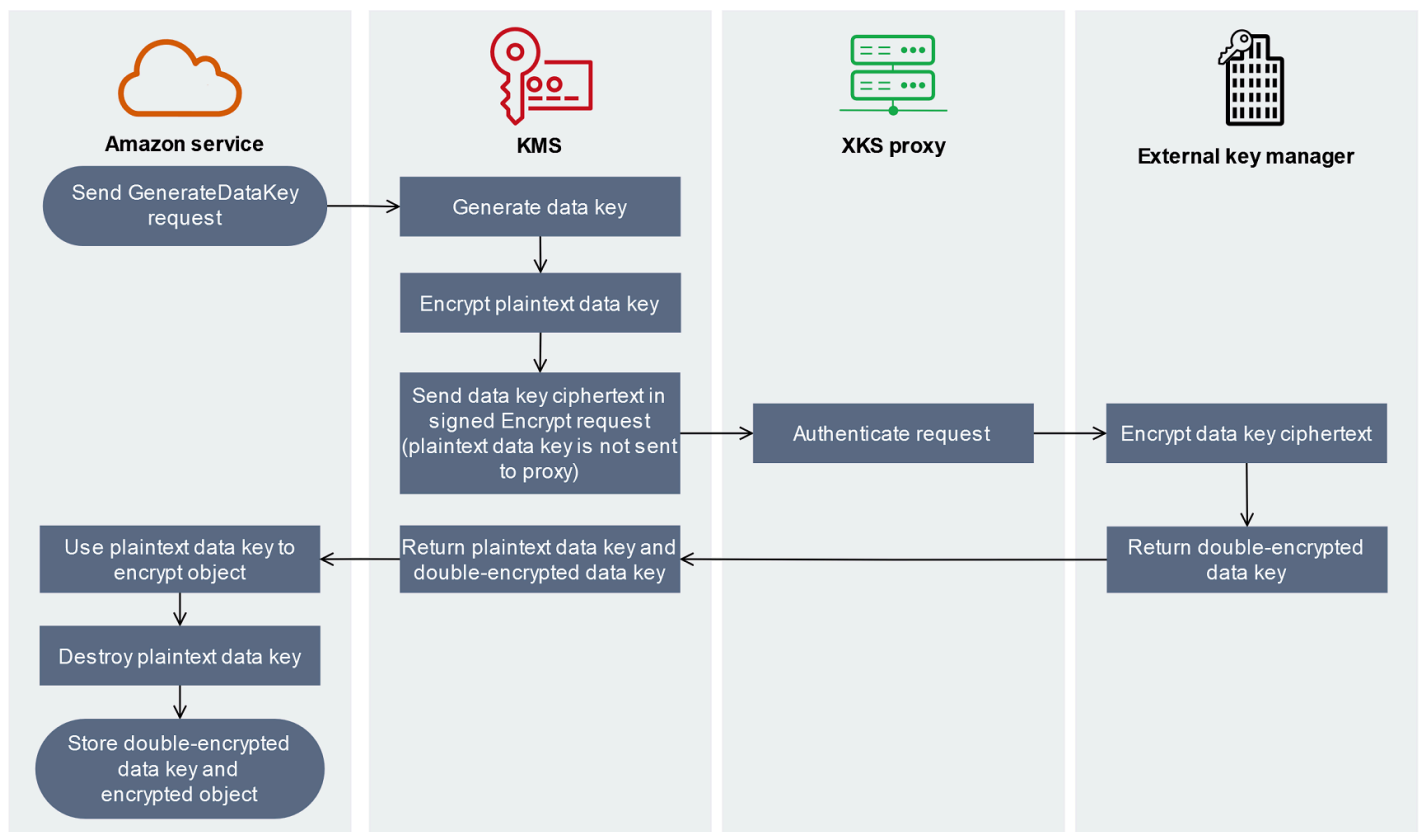 Amazon service
KMS
XKS proxy
External key manager
Send GenerateDataKey
request
Generate data key
Encrypt plaintext data key
Send data key ciphertext in
signed Encrypt request
(plaintext data key is not sent
to proxy)
Authenticate request
Encrypt data key ciphertext
Return double-encrypted
data key
Return plaintext data key and
double-encrypted data key
Use plaintext data key to
encrypt object
Destroy plaintext data key
Store double-encrypted
data key and
encrypted object